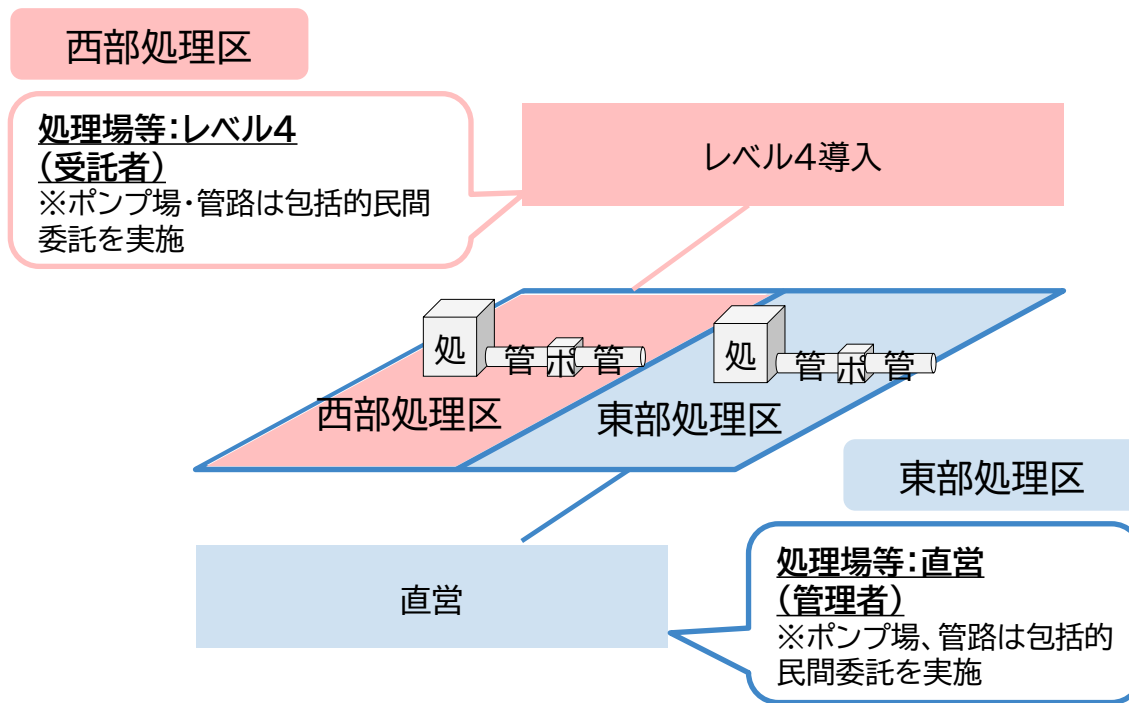 西部処理区
処理場等：レベル4
（受託者）
※ポンプ場・管路は包括的民間
委託を実施
レベル4導入
処 管 ポ 管
処 管 ポ 管
西部処理区
東部処理区
東部処理区
直営
処理場等：直営
（管理者）
※ポンプ場、管路は包括的
民間委託を実施